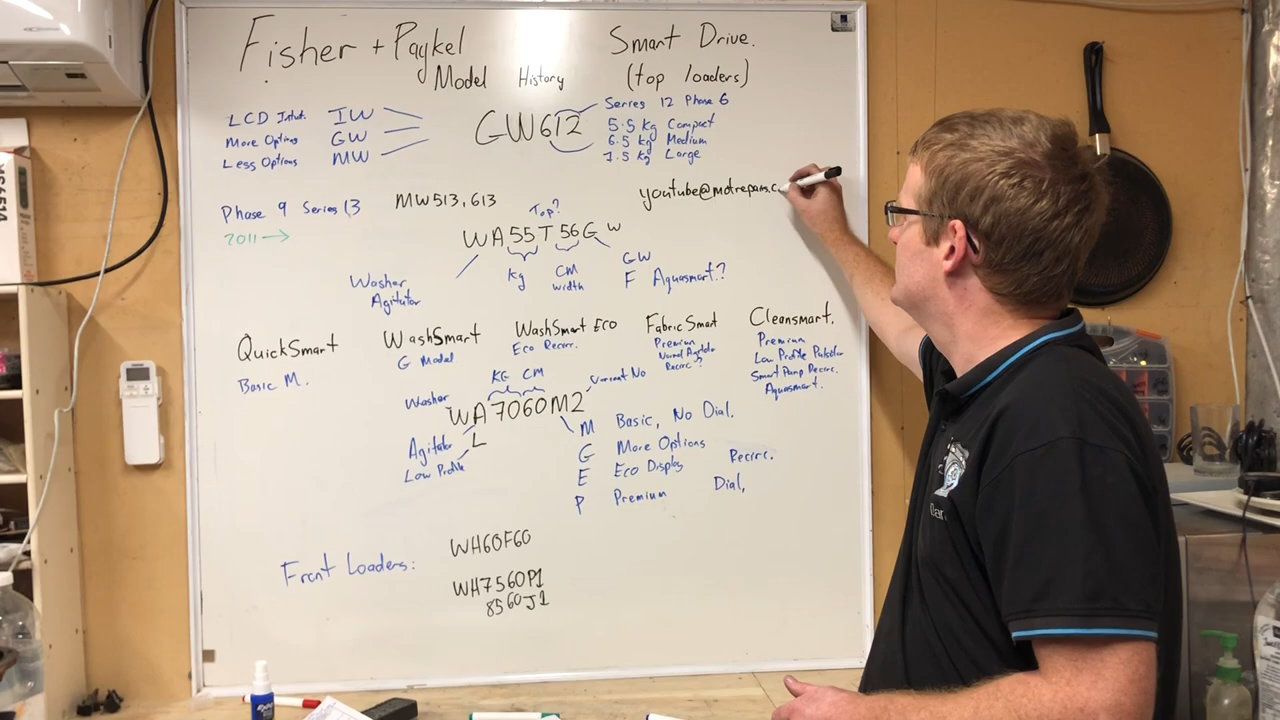 Fisher + Paykel Smart Drive.
Model History (top loaders)
LCD Intuit. IW
More Options GW
Less Options MW
GW612
Series 12 Phase 6
5.5 Kg Compact
6.5 kg Medium
7.5 kg Large
youtube@mdtrepairs.c
Phase 9 Series 13 MW513, 613
2011 →
Top?
WA55T56G W
Kg CM width
GW
F Aquasmart?
Washer
Agitator
QuickSmart
Basic M.
WashSmart
G Model
WashSmart Eco
Eco Recirc.
Fabric Smart
Premium
Normal Agitator
Recirc?
Cleansmart.
Premium
Low Profile
Smart Pump Recirc.
Aquasmart.
KG CM
Variant No
Washer
WA7060M2
Agitator L
Low Profile
M Basic, No Dial.
G More Options
E Eco Display Recirc.
P Premium Dial,
Front Loaders:
WH60F60
WH7560P1
8560J1